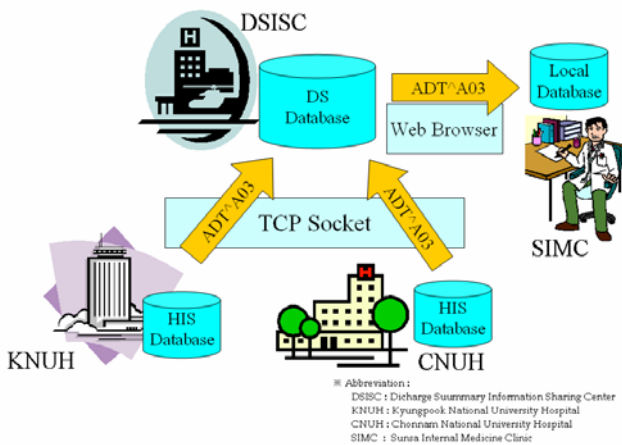 DSISC
H
DS
Database
ADT^A03
Web Browser
Local
Database
SIMC
ADT^A03
TCP Socket
ADT^A03
KNUH
HIS
Database
H
CNUH
HIS
Database
※ Abbreviation :
DSISC : Dicharge Suummary Information Sharing Center
KNUH : Kyungpook National University Hospital
CNUH : Chonnam National University Hospital
SIMC : Sunsa Internal Medicine Clinic